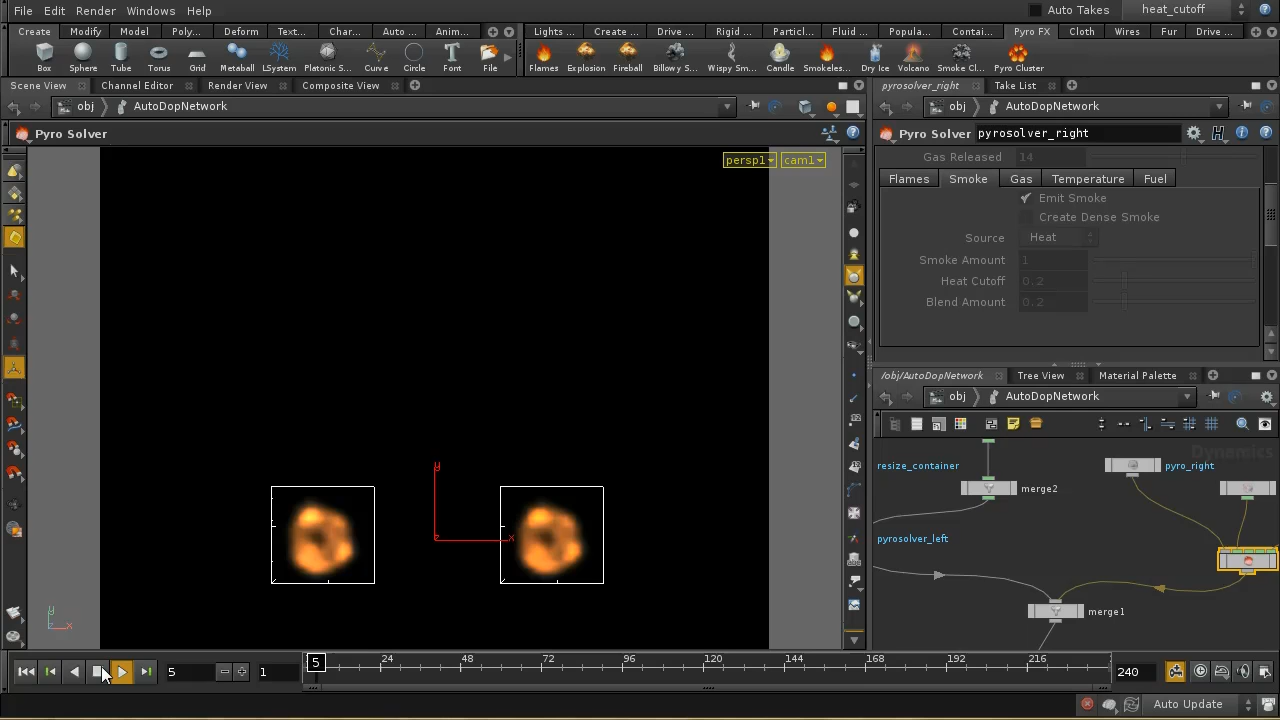 File Edit Render Windows Help Auto Takes heat_cutoff
Create Modify Model Poly... Deform Text... Char... Auto ... Anim... Lights ... Create ... Drive ... Rigid ... Particl... Fluid ... Popula... Contai... Pyro FX Cloth Wires Fur Drive ...
Box Sphere Tube Torus Grid Metaball LSystem Platonic S... Curve Circle Font File Flames Explosion Fireball Billowy S... Wispy Sm... Candle Smokeles... Dry Ice Volcano Smoke Cl... Pyro Cluster
Scene View Channel Editor Render View Composite View
obj AutoDopNetwork
Pyro Solver
persp1 cam1
y
x
y
x
pyrosolver_right Take List
obj AutoDopNetwork
Pyro Solver pyrosolver_right
Gas Released 14
Flames Smoke Gas Temperature Fuel
Emit Smoke
Create Dense Smoke
Source Heat
Smoke Amount 1
Heat Cutoff 0.2
Blend Amount 0.2
/obj/AutoDopNetwork Tree View Material Palette
obj AutoDopNetwork
Dynamics
resize_container pyro_right
merge2
pyrosolver_left
merge1
5 1 5 24 48 72 96 120 144 168 192 216 240
Auto Update